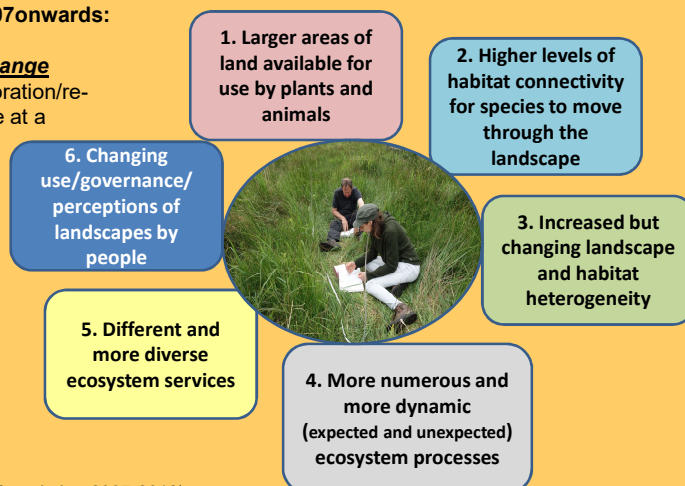 07onwards:
ange
oration/re-
e at a
1. Larger areas of
land available for
use by plants and
animals
2. Higher levels of
habitat connectivity
for species to move
through the
landscape
3. Increased but
changing landscape
and habitat
heterogeneity
4. More numerous and
more dynamic
(expected and unexpected)
ecosystem processes
5. Different and
more diverse
ecosystem services
6. Changing
use/governance/
perceptions of
landscapes by
people